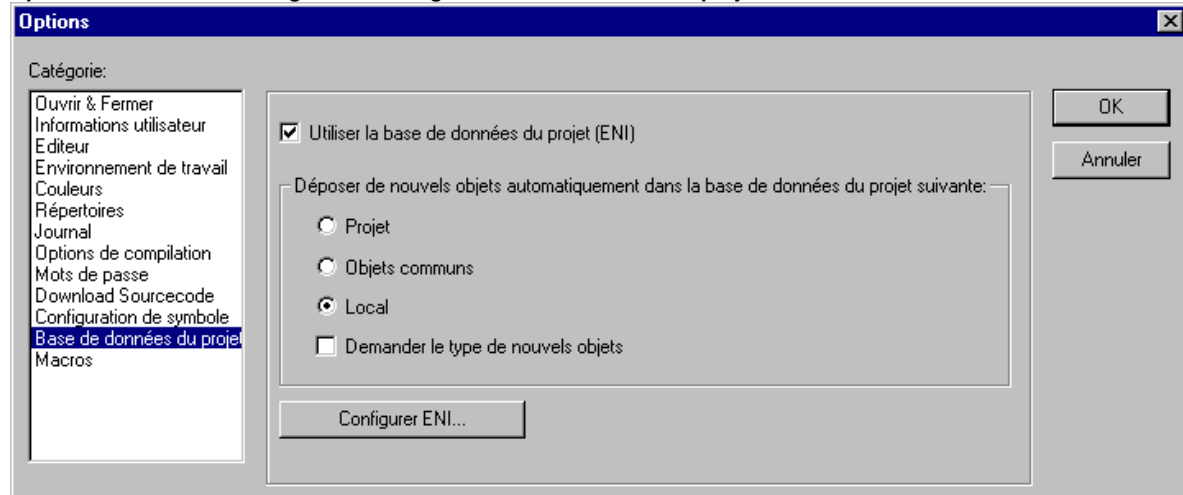 Options
Catégorie:
Ouvrir & Fermer
Informations utilisateur
Editeur
Environnement de travail
Couleurs
Répertoires
Journal
Options de compilation
Mots de passe
Download Sourcecode
Configuration de symbole
Base de données du projet
Macros
Utiliser la base de données du projet (ENI)
Déposer de nouvels objets automatiquement dans la base de données du projet suivante:
Projet
Objets communs
Local
Demander le type de nouvels objets
Configurer ENI...
OK
Annuler